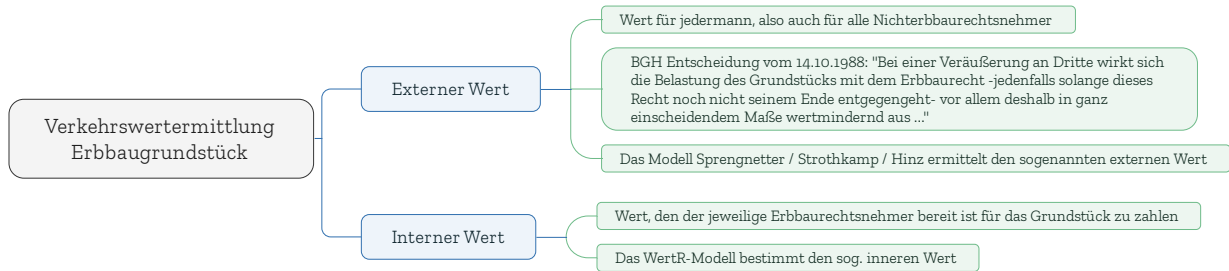 Verkehrswertermittlung
Erbbaugrundstück
Externer Wert
Wert für jedermann, also auch für alle Nichterbbaurechtsnehmer
BGH Entscheidung vom 14.10.1988: "Bei einer Veräußerung an Dritte wirkt sich
die Belastung des Grundstücks mit dem Erbbaurecht -jedenfalls solange dieses
Recht noch nicht seinem Ende entgegengeht- vor allem deshalb in ganz
einscheidendem Maße wertmindernd aus ..."
Das Modell Sprengnetter / Strothkamp / Hinz ermittelt den sogenannten externen Wert
Interner Wert
Wert, den der jeweilige Erbbaurechtsnehmer bereit ist für das Grundstück zu zahlen
Das WertR-Modell bestimmt den sog. inneren Wert